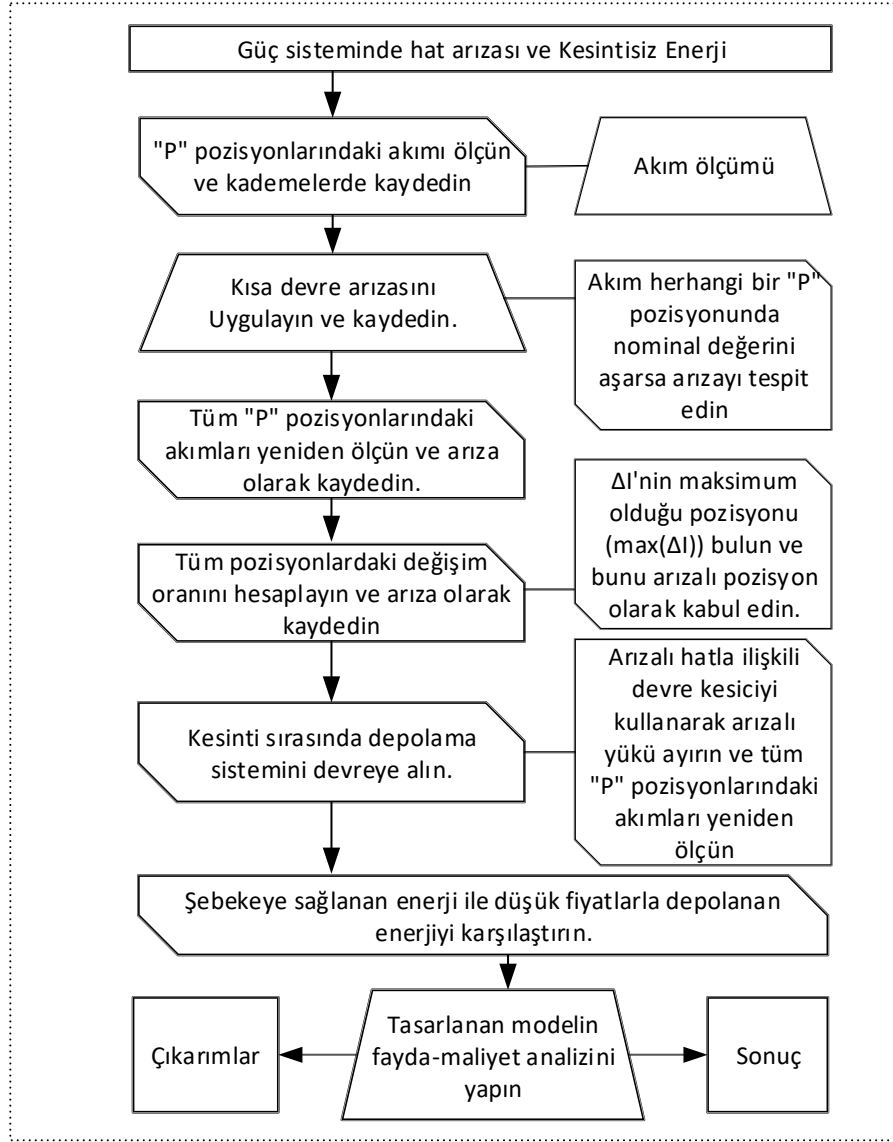 Güç sisteminde hat arızası ve Kesintisiz Enerji
"P" pozisyonlarındaki akımı ölçün
ve kademelerde kaydedin
Akım ölçümü
Kısa devre arızasını
Uygulayın ve kaydedin.
Akım herhangi bir "P"
pozisyonunda
nominal değerini
aşarsa arızayı tespit
edin
Tüm "P" pozisyonlarındaki
akımları yeniden ölçün ve arıza
olarak kaydedin.
Tüm pozisyonlardaki değişim
oranını hesaplayın ve arıza olarak
kaydedin
ΔI'nin maksimum
olduğu pozisyonu
(max(ΔI)) bulun ve
bunu arızalı pozisyon
olarak kabul edin.
Kesinti sırasında depolama
sistemini devreye alın.
Arızalı hatla ilişkili
devre kesiciyi
kullanarak arızalı
yükü ayırın ve tüm
"P" pozisyonlarındaki
akımları yeniden
ölçün
Şebekeye sağlanan enerji ile düşük fiyatlarla depolanan
enerjiyi karşılaştırın.
Tasarlanan modelin
fayda-maliyet analizini
yapın
Çıkarımlar
Sonuç